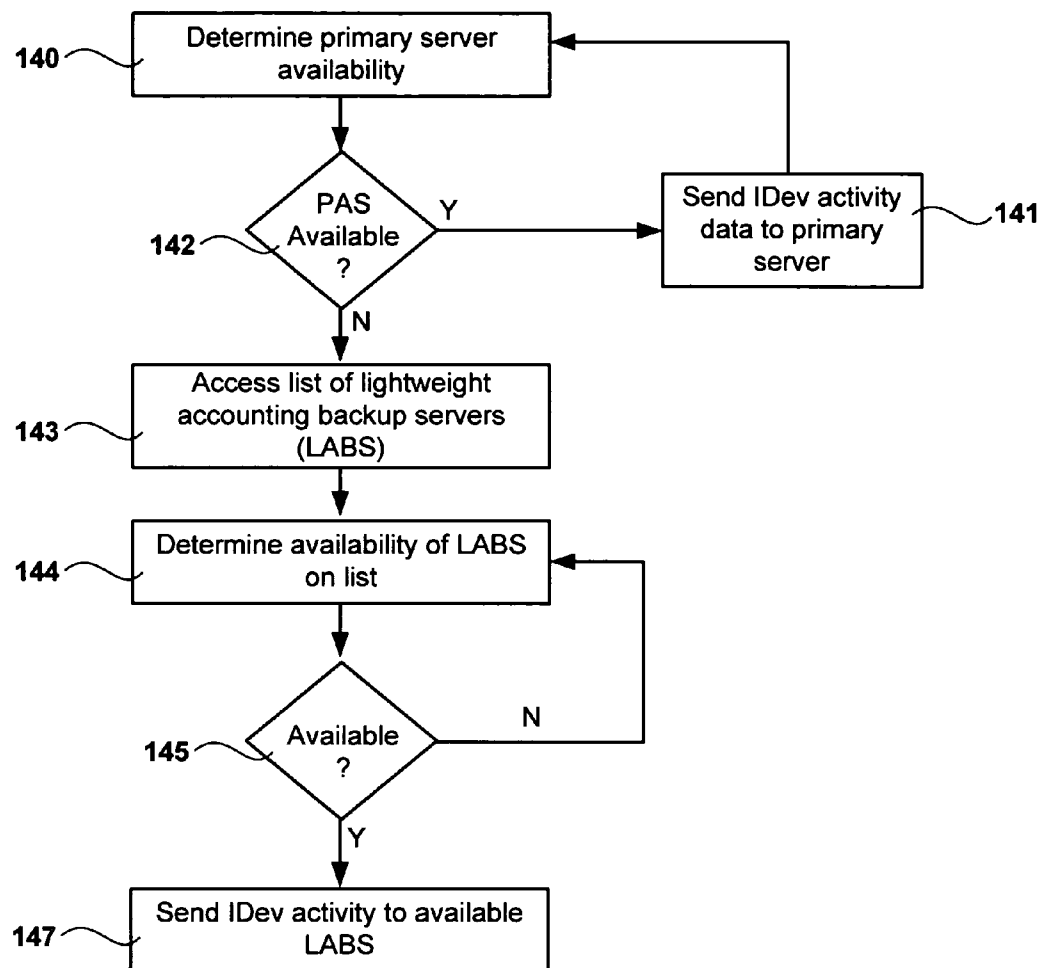 140
Determine primary server
availability
PAS
Available
?
142
Y
Send IDev activity
data to primary
server
141
N
143
Access list of lightweight
accounting backup servers
(LABS)
144
Determine availability of LABS
on list
145
Available
?
N
Y
147
Send IDev activity to available
LABS